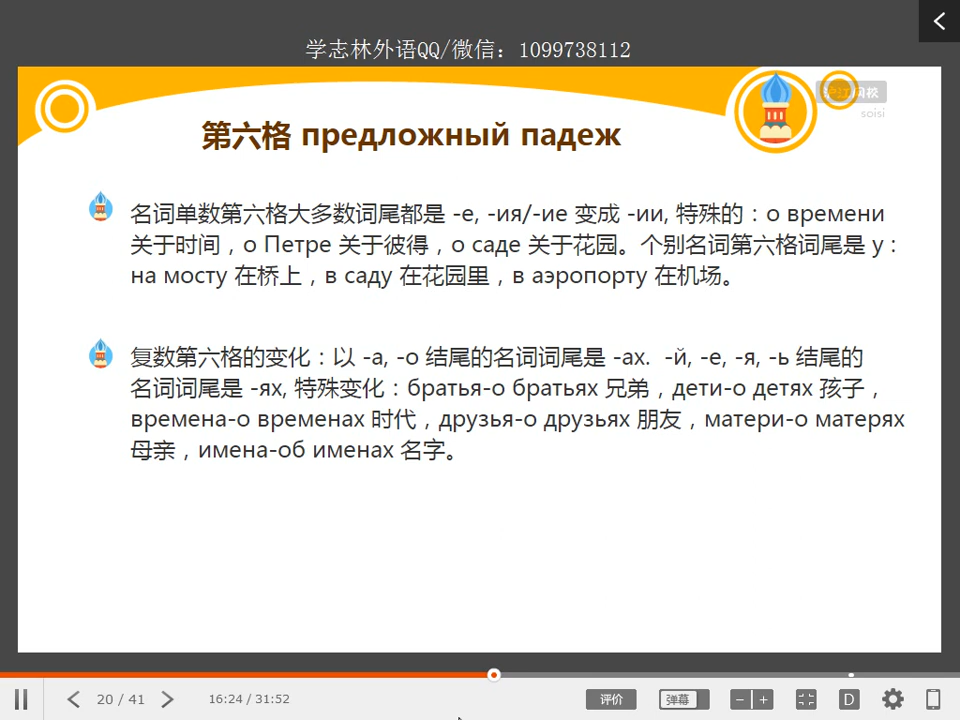 学志林外语QQ/微信：1099738112
沪江网校
soisi
第六格 предложный падеж
名词单数第六格大多数词尾都是 -е, -ия/-ие 变成 -ии, 特殊的：о времени
关于时间，о Петре 关于彼得，о саде 关于花园。个别名词第六格词尾是 у :
на мосту 在桥上，в саду 在花园里，в аэропорту 在机场。
复数第六格的变化：以 -а, -о 结尾的名词词尾是 -ах. -й, -е, -я, -ь 结尾的
名词词尾是 -ях, 特殊变化：братья-о братьях 兄弟，дети-о детях 孩子，
времена-о временах 时代，друзья-о друзьях 朋友，матери-о матерях
母亲，имена-об именах 名字。
20 / 41
16:24 / 31:52
评价
弹幕
D